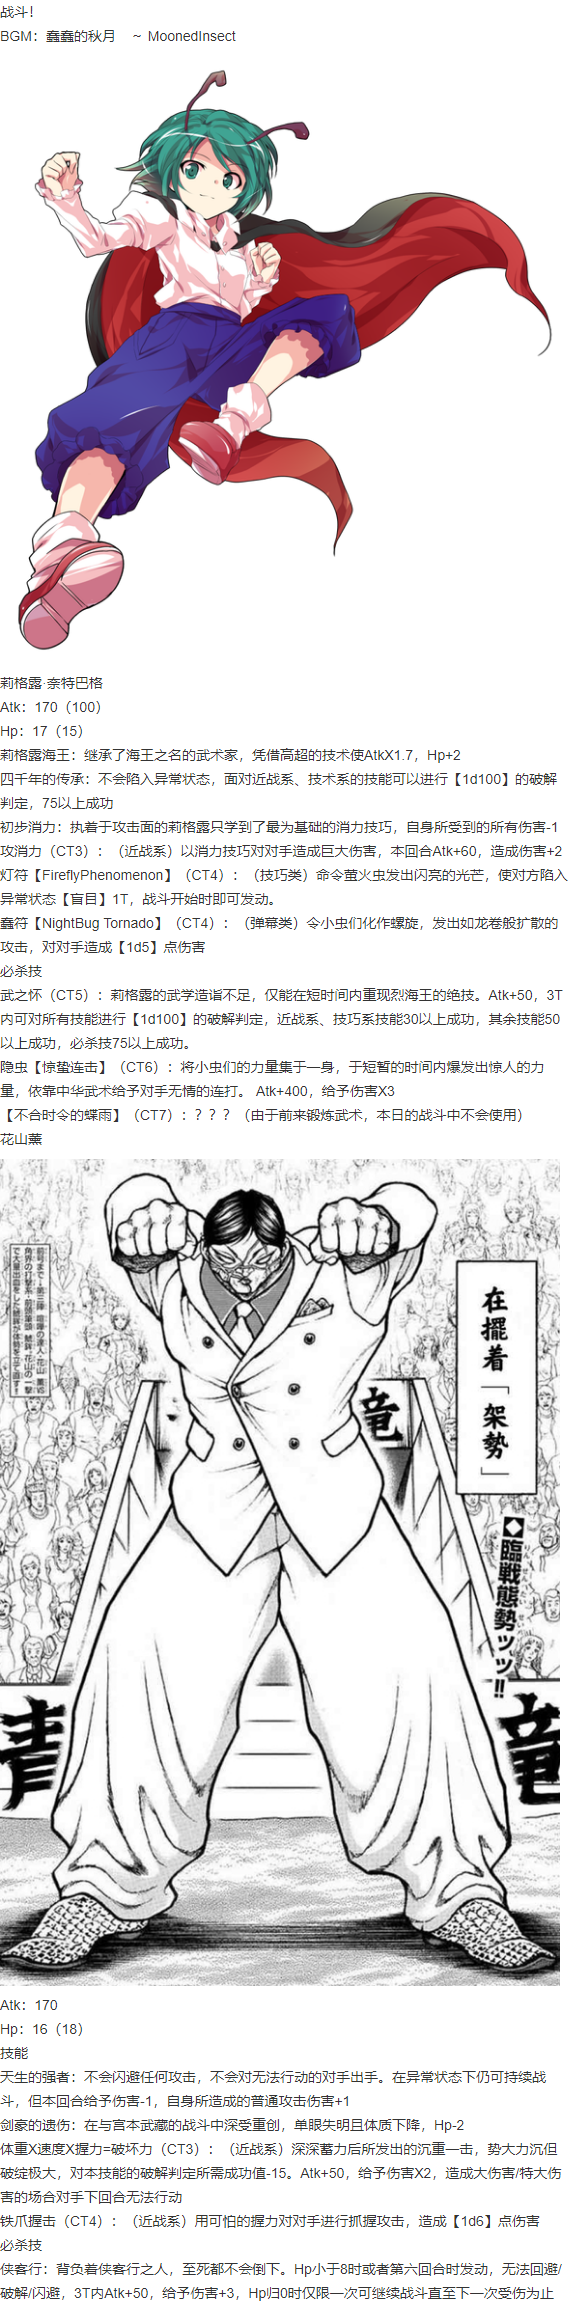 战斗！
BGM：蠢蠢的秋月　~ MoonedInsect
莉格露·奈特巴格
Atk：170（100）
Hp：17（15）
莉格露海王：继承了海王之名的武术家，凭借高超的技术使AtkX1.7，Hp+2
四千年的传承：不会陷入异常状态，面对近战系、技术系的技能可以进行【1d100】的破解
判定，75以上成功
初步消力：执着于攻击面的莉格露只学到了最为基础的消力技巧，自身所受到的所有伤害-1
攻消力（CT3）：（近战系）以消力技巧对对手造成巨大伤害，本回合Atk+60，造成伤害+2
灯符【FireflyPhenomenon】（CT4）：（技巧类）命令萤火虫发出闪亮的光芒，使对方陷入
异常状态【盲目】1T，战斗开始时即可发动。
蠢符【NightBug Tornado】（CT4）：（弹幕类）令小虫们化作螺旋，发出如龙卷般扩散的
攻击，对对手造成【1d5】点伤害
必杀技
武之怀（CT5）：莉格露的武学造诣不足，仅能在短时间内重现烈海王的绝技。Atk+50，3T
内可对所有技能进行【1d100】的破解判定，近战系、技巧系技能30以上成功，其余技能50
以上成功，必杀技75以上成功。
隐虫【惊蛰连击】（CT6）：将小虫们的力量集于一身，于短暂的时间内爆发出惊人的力
量，依靠中华武术给予对手无情的连打。 Atk+400，给予伤害X3
【不合时令的蝶雨】（CT7）：？？？（由于前来锻炼武术，本日的战斗中不会使用）
花山薰
在擺着「架勢」
◆臨戦態勢ッッ!!
竜
青
竜
Atk：170
Hp：16（18）
技能
天生的强者：不会闪避任何攻击，不会对无法行动的对手出手。在异常状态下仍可持续战
斗，但本回合给予伤害-1，自身所造成的普通攻击伤害+1
剑豪的遗伤：在与宫本武藏的战斗中深受重创，单眼失明且体质下降，Hp-2
体重X速度X握力=破坏力（CT3）：（近战系）深深蓄力后所发出的沉重一击，势大力沉但
破绽极大，对本技能的破解判定所需成功值-15。Atk+50，给予伤害X2，造成大伤害/特大伤
害的场合对手下回合无法行动
铁爪握击（CT4）：（近战系）用可怕的握力对对手进行抓握攻击，造成【1d6】点伤害
必杀技
侠客行：背负着侠客行之人，至死都不会倒下。Hp小于8时或者第六回合时发动，无法回避/
破解/闪避，3T内Atk+50，给予伤害+3，Hp归0时仅限一次可继续战斗直至下一次受伤为止